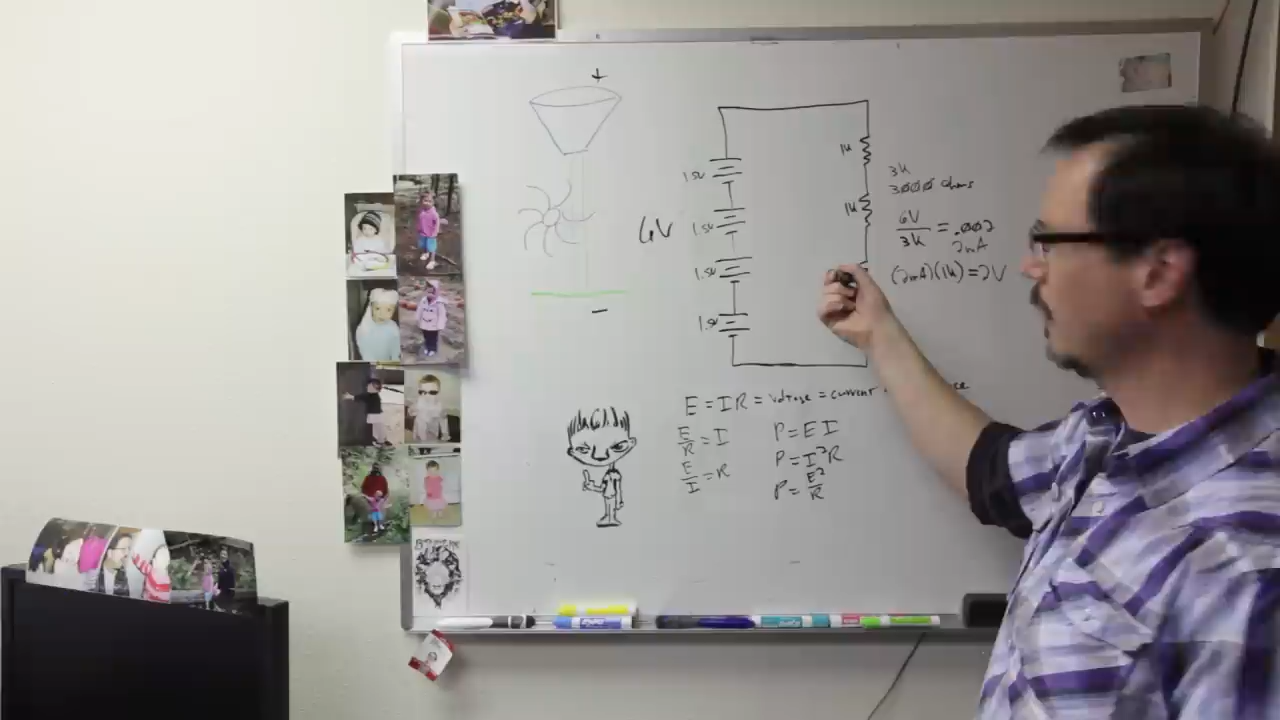 +
1K
1.5V
3K
3000 ohms
1K
6V
1.5V
6V/3K = .002
2mA
1.5V
(2mA)(1K) = 2V
−
1.5V
E = IR = voltage = current
E/R = I
E/I = R
P = EI
P = I²R
P = E²/R
EXPO